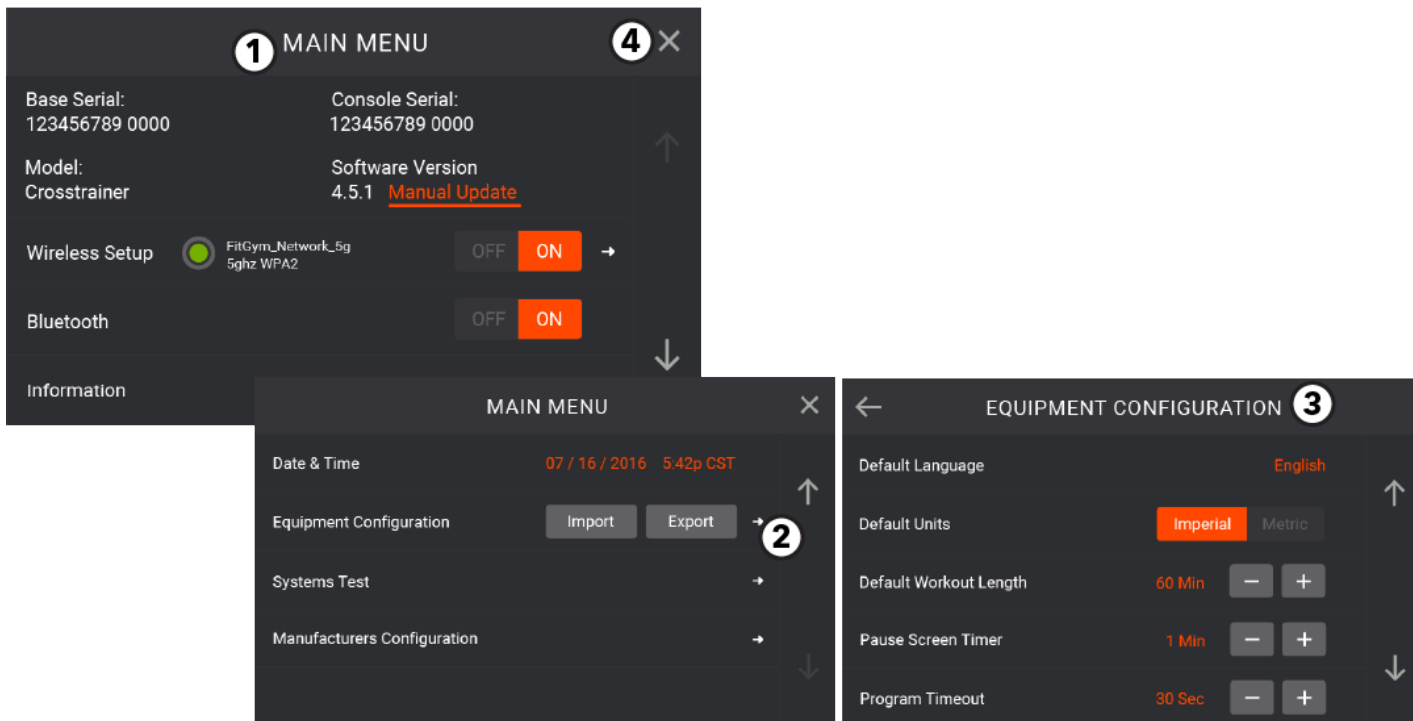 1 MAIN MENU 4
Base Serial:
123456789 0000
Console Serial:
123456789 0000
Model:
Crosstrainer
Software Version
4.5.1 Manual Update
Wireless Setup
FitGym_Network_5g
5ghz WPA2
OFF ON
Bluetooth OFF ON
Information
MAIN MENU
Date & Time 07 / 16 / 2016 5:42p CST
Equipment Configuration Import Export 2
Systems Test
Manufacturers Configuration
EQUIPMENT CONFIGURATION 3
Default Language English
Default Units Imperial Metric
Default Workout Length 60 Min − +
Pause Screen Timer 1 Min − +
Program Timeout 30 Sec − +